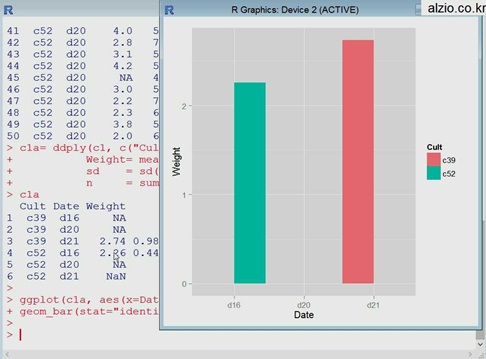 R Graphics: Device 2 (ACTIVE)
alzio.co.kr
41 c52 d20 4.0 5
42 c52 d20 2.8 7
43 c52 d20 3.1 5
44 c52 d20 4.2 5
45 c52 d20 NA 4
46 c52 d20 3.0 5
47 c52 d20 2.2 7
48 c52 d20 2.3 6
49 c52 d20 3.8 5
50 c52 d20 2.0 6
> cla= ddply(c1, c("Cul
+ Weight= mea
+ sd = sd(
+ n = sum
> cla
Cult Date Weight
1 c39 d16 NA
2 c39 d20 NA
3 c39 d21 2.74 0.98
4 c52 d16 2.26 0.44
5 c52 d20 NA
6 c52 d21 NaN
>
> ggplot(cla, aes(x=Dat
+ geom_bar(stat="identi
>
>
Weight
2
1
0
d16 d20 d21
Date
Cult
c39
c52